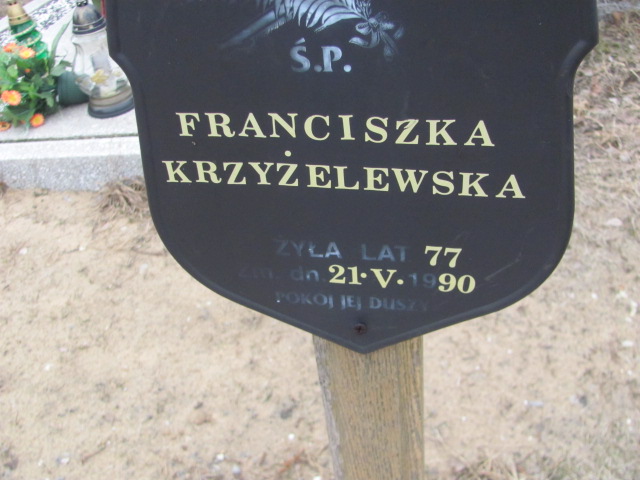 Ś.P.
FRANCISZKA
KRZYŻELEWSKA
ŻYŁA LAT 77
Zm. dn 21·V·1990
POKÓJ JEJ DUSZY